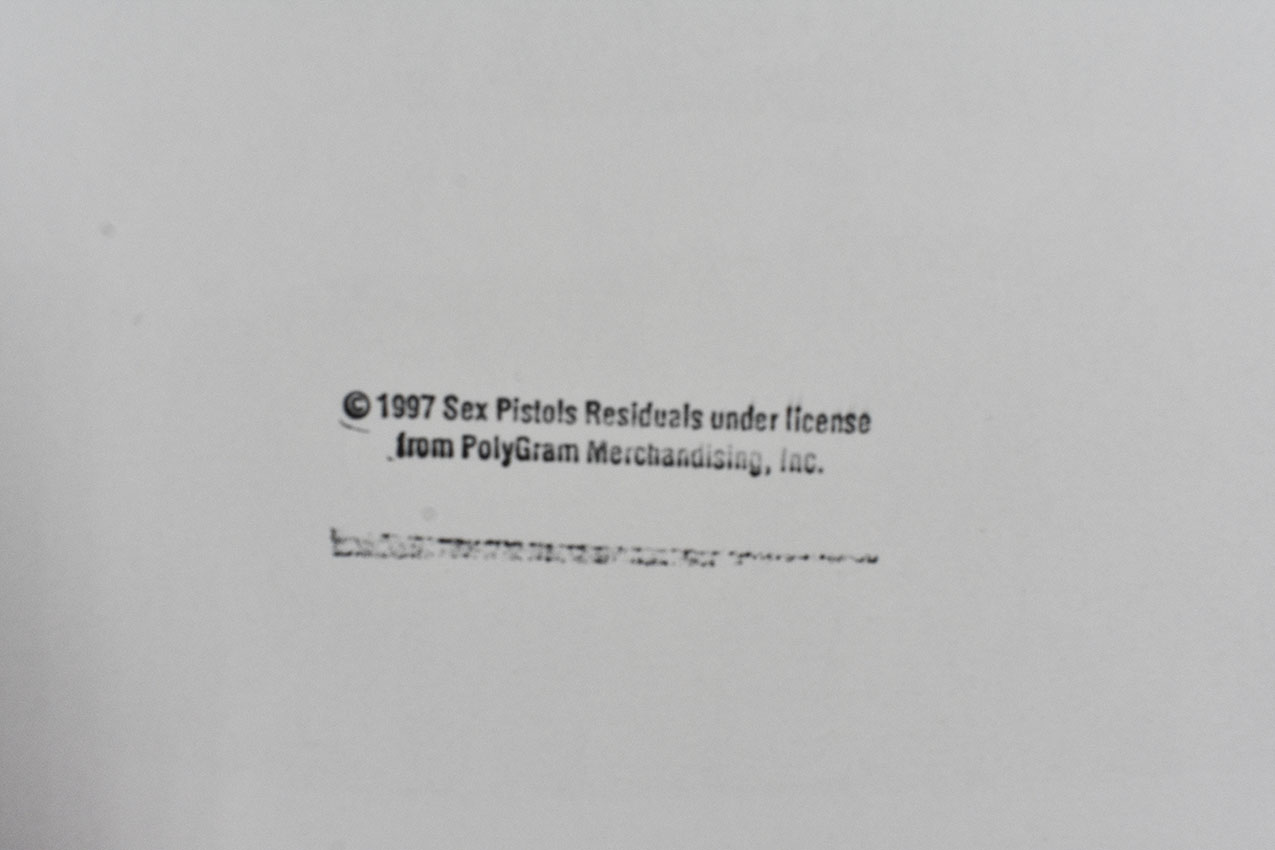 © 1997 Sex Pistols Residuals under license
from PolyGram Merchandising, Inc.